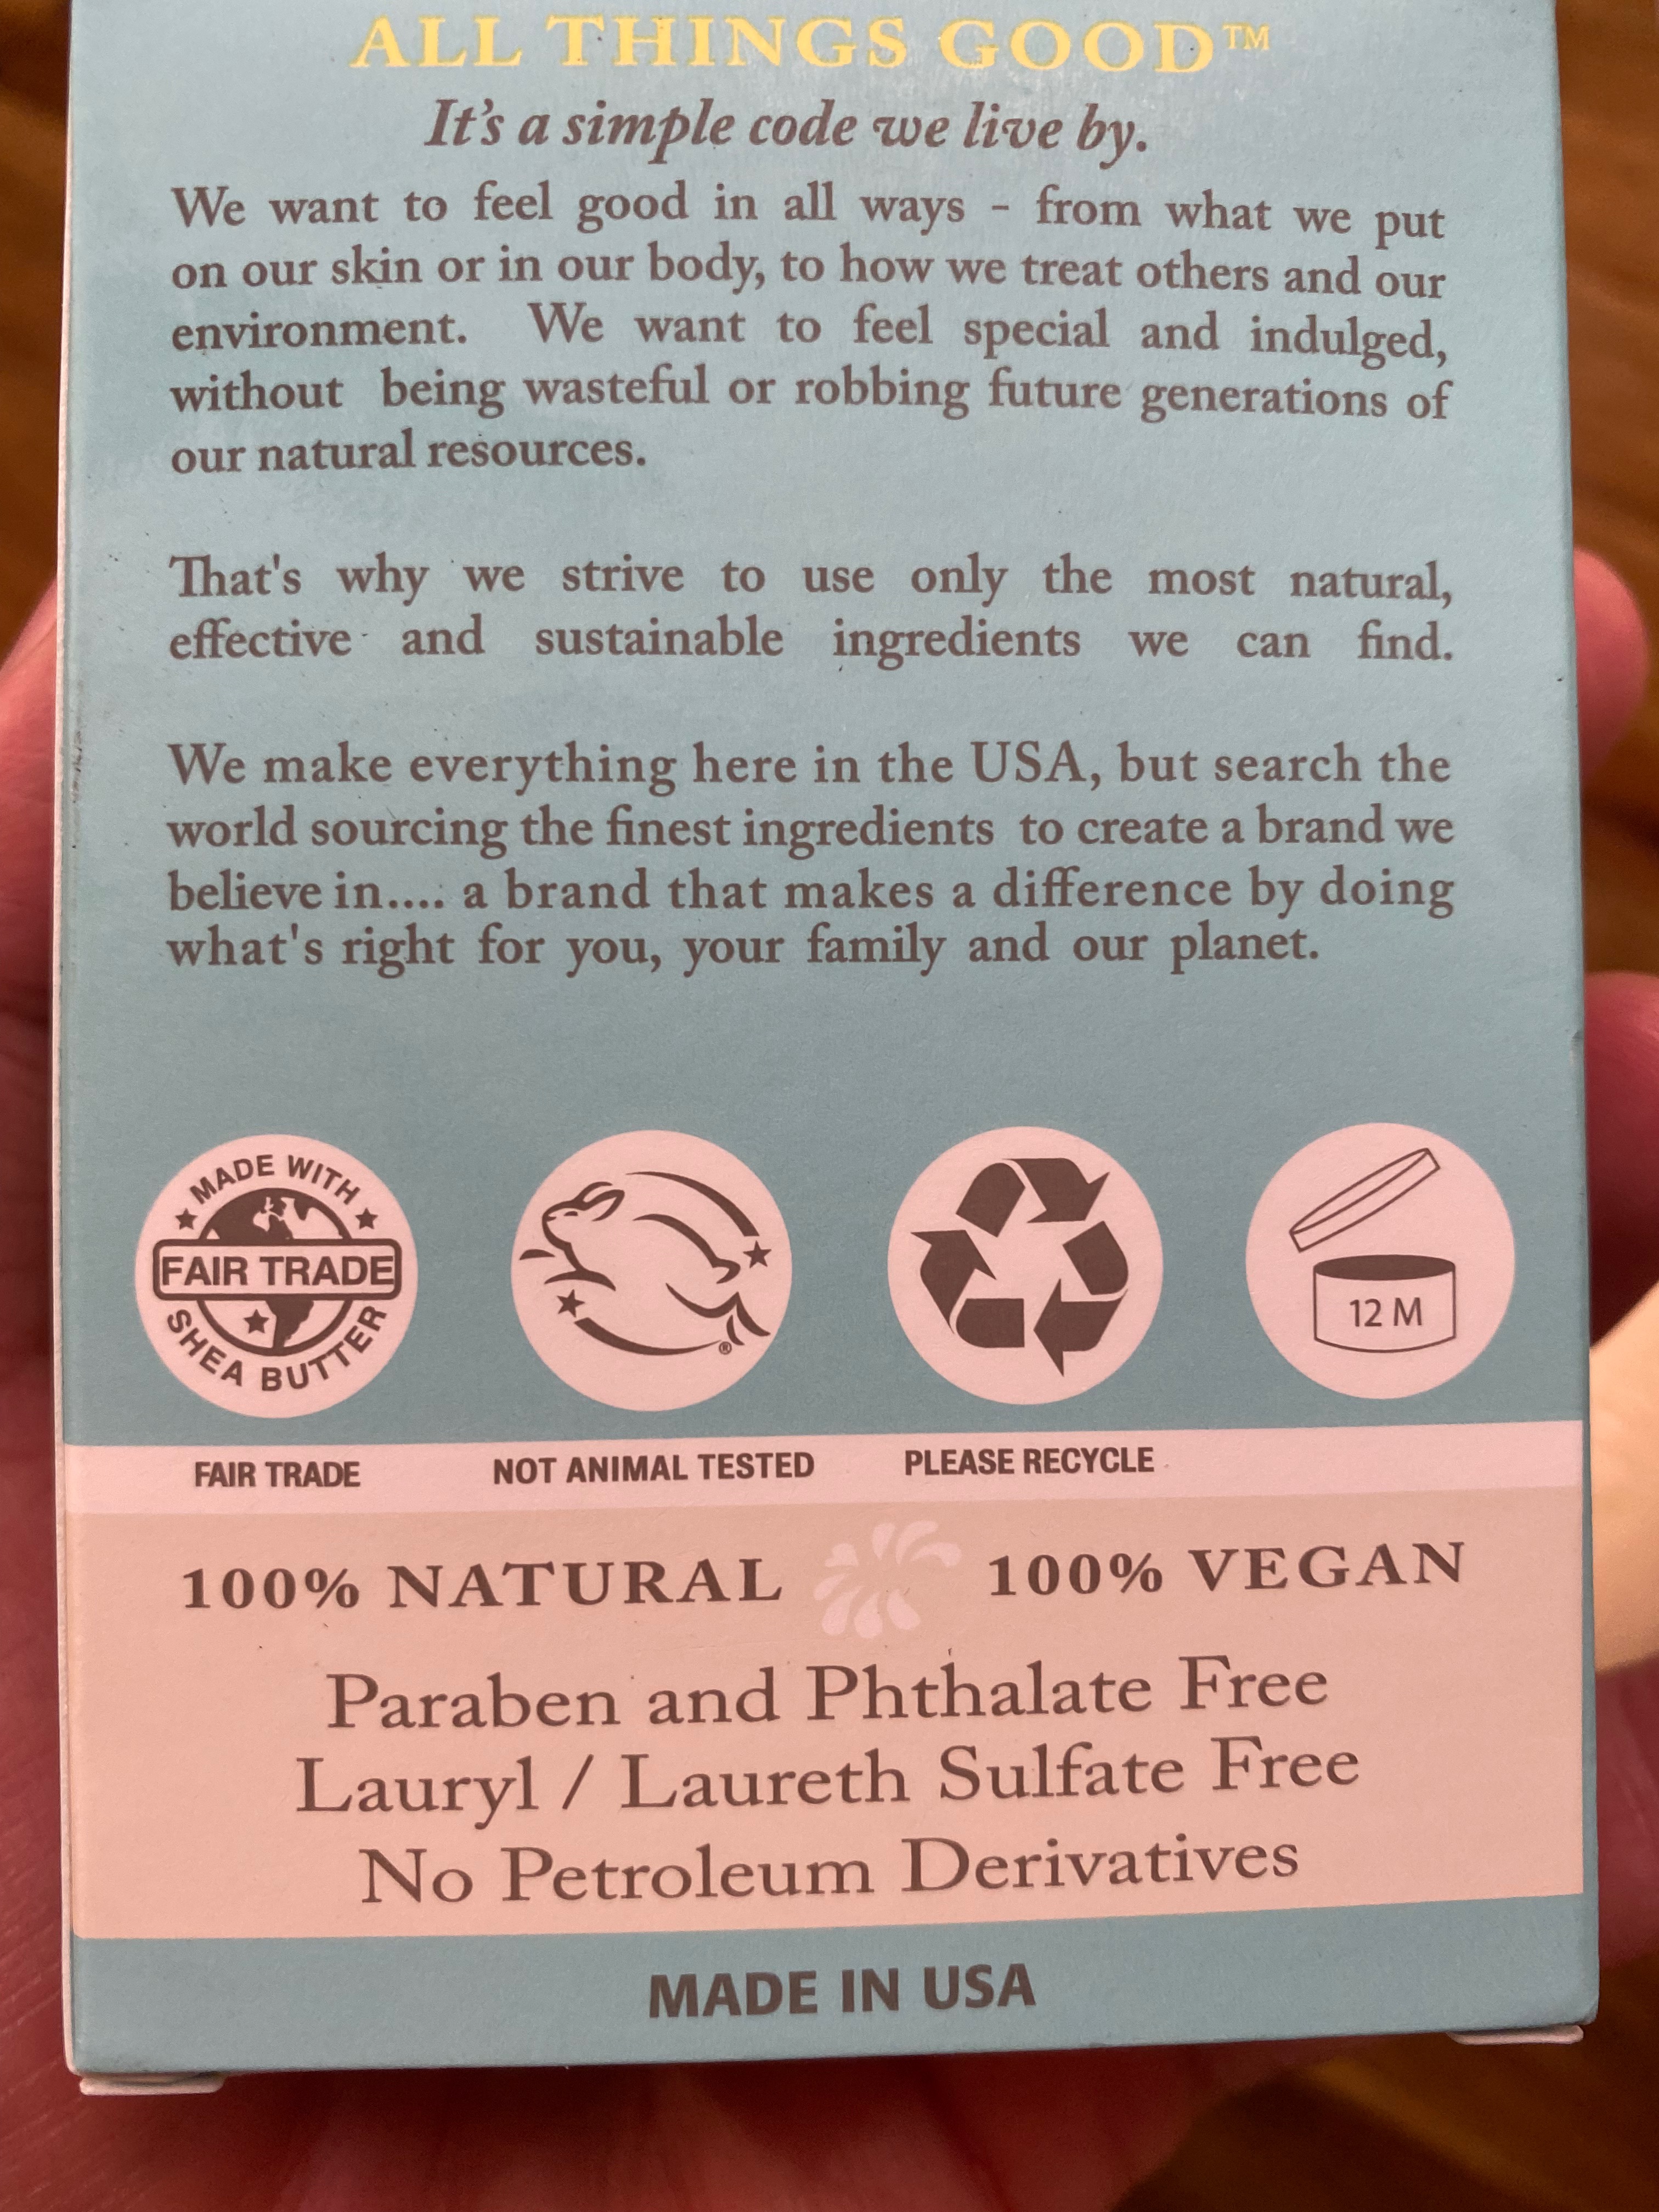 ALL THINGS GOOD™
It's a simple code we live by.
We want to feel good in all ways - from what we put
on our skin or in our body, to how we treat others and our
environment. We want to feel special and indulged,
without being wasteful or robbing future generations of
our natural resources.
That's why we strive to use only the most natural,
effective and sustainable ingredients we can find.
We make everything here in the USA, but search the
world sourcing the finest ingredients to create a brand we
believe in.... a brand that makes a difference by doing
what's right for you, your family and our planet.
MADE WITH
FAIR TRADE
SHEA BUTTER
®
12 M
FAIR TRADE
NOT ANIMAL TESTED
PLEASE RECYCLE
100% NATURAL 100% VEGAN
Paraben and Phthalate Free
Lauryl / Laureth Sulfate Free
No Petroleum Derivatives
MADE IN USA